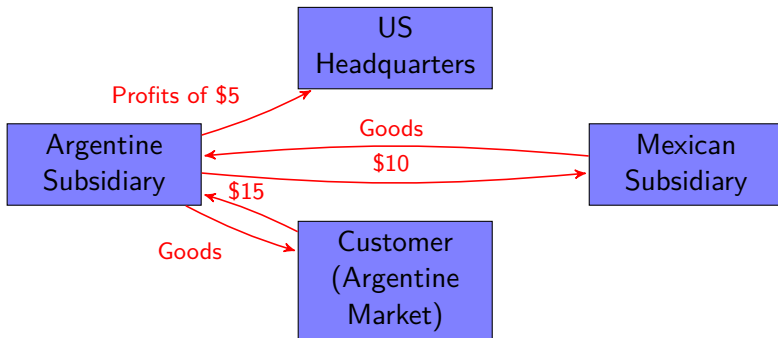 US
Headquarters
Profits of $5
Argentine
Subsidiary
Goods
$10
Mexican
Subsidiary
$15
Goods
Customer
(Argentine
Market)